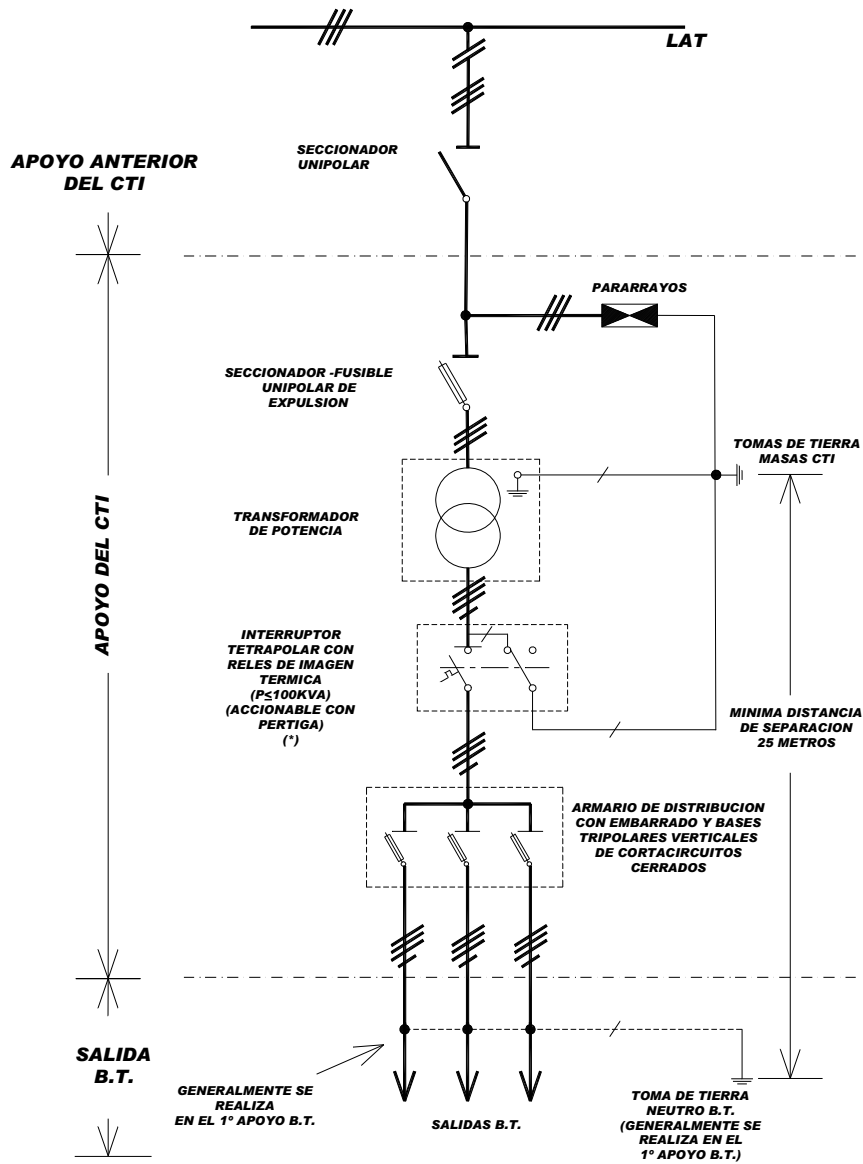 LAT
SECCIONADOR
UNIPOLAR
APOYO ANTERIOR
DEL CTI
PARARRAYOS
SECCIONADOR -FUSIBLE
UNIPOLAR DE
EXPULSION
TOMAS DE TIERRA
MASAS CTI
TRANSFORMADOR
DE POTENCIA
APOYO DEL CTI
INTERRUPTOR
TETRAPOLAR CON
RELES DE IMAGEN
TERMICA
(P≤100KVA)
(ACCIONABLE CON
PERTIGA)
(*)
MINIMA DISTANCIA
DE SEPARACION
25 METROS
ARMARIO DE DISTRIBUCION
CON EMBARRADO Y BASES
TRIPOLARES VERTICALES
DE CORTACIRCUITOS
CERRADOS
SALIDA
B.T.
GENERALMENTE SE
REALIZA
EN EL 1º APOYO B.T.
SALIDAS B.T.
TOMA DE TIERRA
NEUTRO B.T.
(GENERALMENTE SE
REALIZA EN EL
1º APOYO B.T.)